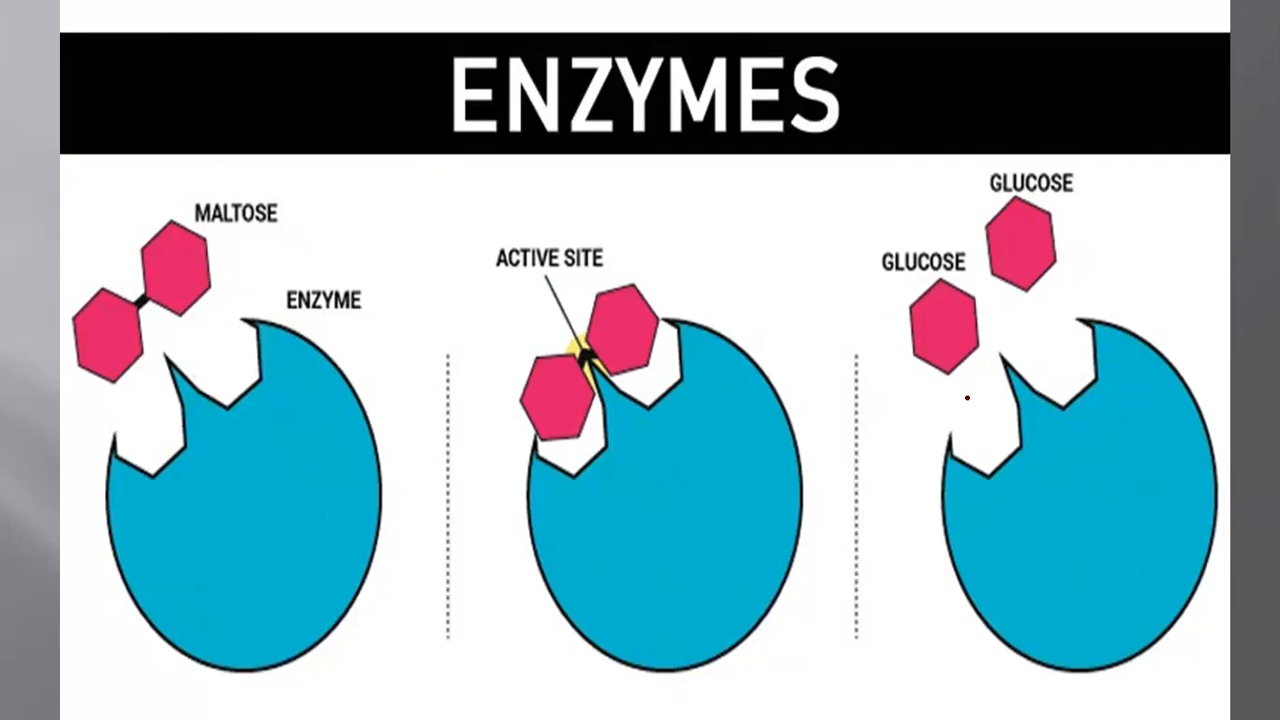 ENZYMES
MALTOSE
ENZYME
ACTIVE SITE
GLUCOSE
GLUCOSE